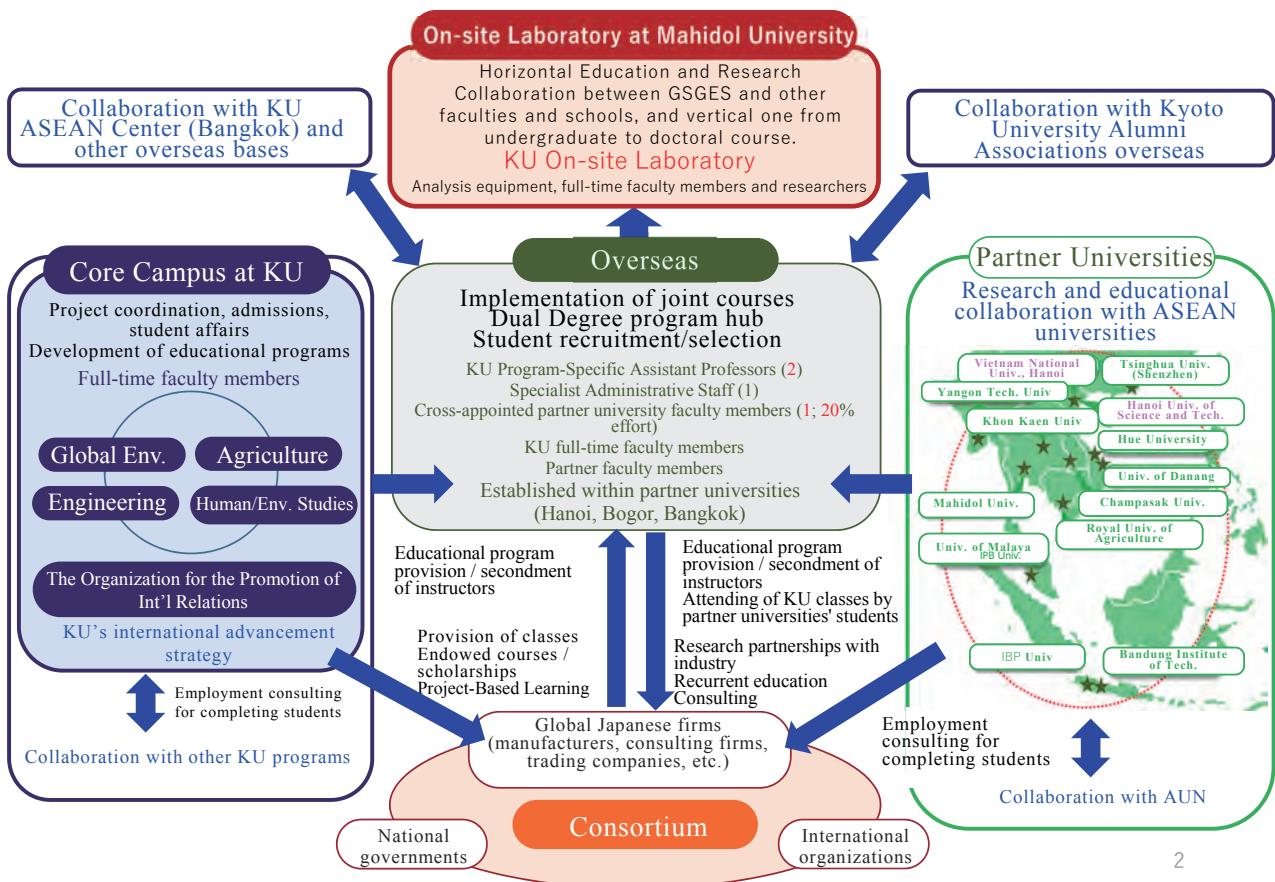 On-site Laboratory at Mahidol University
Horizontal Education and Research
Collaboration between GSGES and other
faculties and schools, and vertical one from
undergraduate to doctoral course.
KU On-site Laboratory
Analysis equipment, full-time faculty members and researchers
Collaboration with KU
ASEAN Center (Bangkok) and
other overseas bases
Collaboration with Kyoto
University Alumni
Associations overseas
Core Campus at KU
Project coordination, admissions,
student affairs
Development of educational programs
Full-time faculty members
Global Env.
Agriculture
Engineering
Human/Env. Studies
The Organization for the Promotion of
Int'l Relations
KU's international advancement
strategy
Employment consulting
for completing students
Collaboration with other KU programs
Overseas
Implementation of joint courses
Dual Degree program hub
Student recruitment/selection
KU Program-Specific Assistant Professors (2)
Specialist Administrative Staff (1)
Cross-appointed partner university faculty members (1; 20%
effort)
KU full-time faculty members
Partner faculty members
Established within partner universities
(Hanoi, Bogor, Bangkok)
Partner Universities
Research and educational
collaboration with ASEAN
universities
Vietnam National
Univ., Hanoi
Tsinghua Univ.
(Shenzhen)
Yangon Tech. Univ
Hanoi Univ. of
Science and Tech.
Khon Kaen Univ
Hue University
Univ. of Danang
Mahidol Univ.
Champasak Univ.
Royal Univ. of
Agriculture
Univ. of Malaya
IPB Univ.
IBP Univ
Bandung Institute
of Tech.
Employment
consulting for
completing students
Collaboration with AUN
Educational program
provision / secondment
of instructors
Provision of classes
Endowed courses /
scholarships
Project-Based Learning
Educational program
provision / secondment of
instructors
Attending of KU classes by
partner universities' students
Research partnerships with
industry
Recurrent education
Consulting
Global Japanese firms
(manufacturers, consulting firms,
trading companies, etc.)
Consortium
National
governments
International
organizations
2